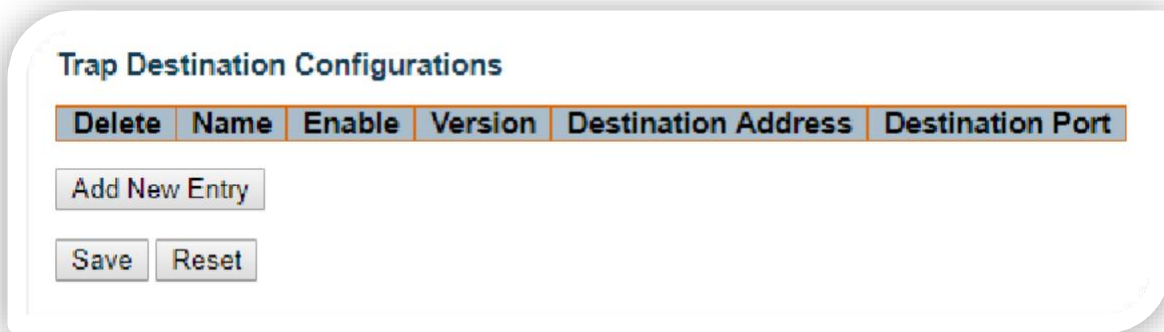 Trap Destination Configurations
Delete Name Enable Version Destination Address Destination Port
Add New Entry
Save Reset